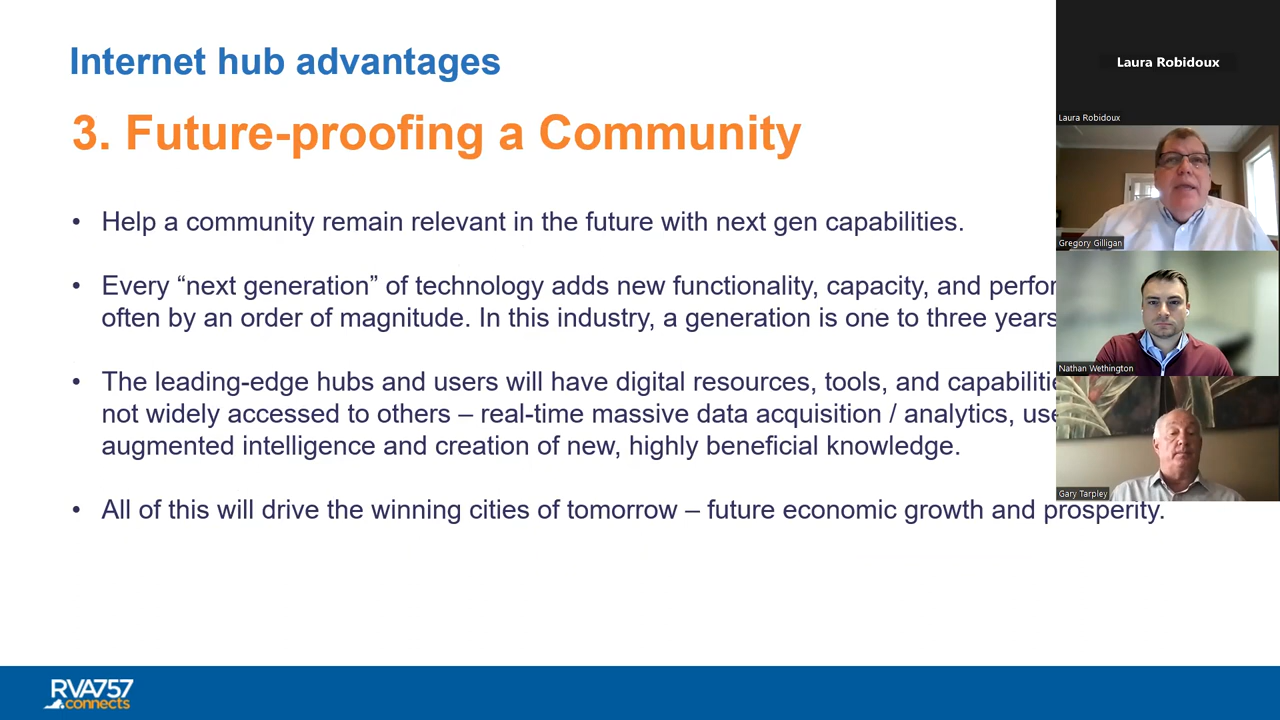 Internet hub advantages
3. Future-proofing a Community
• Help a community remain relevant in the future with next gen capabilities.
• Every “next generation” of technology adds new functionality, capacity, and
often by an order of magnitude. In this industry, a generation is one to three years
• The leading-edge hubs and users will have digital resources, tools, and
not widely accessed to others – real-time massive data acquisition / analytics,
augmented intelligence and creation of new, highly beneficial knowledge.
• All of this will drive the winning cities of tomorrow – future economic growth and prosperity.
Laura Robidoux
Laura Robidoux
Gregory Gilligan
Nathan Wethington
Gary Tarpley
RVA757
connects